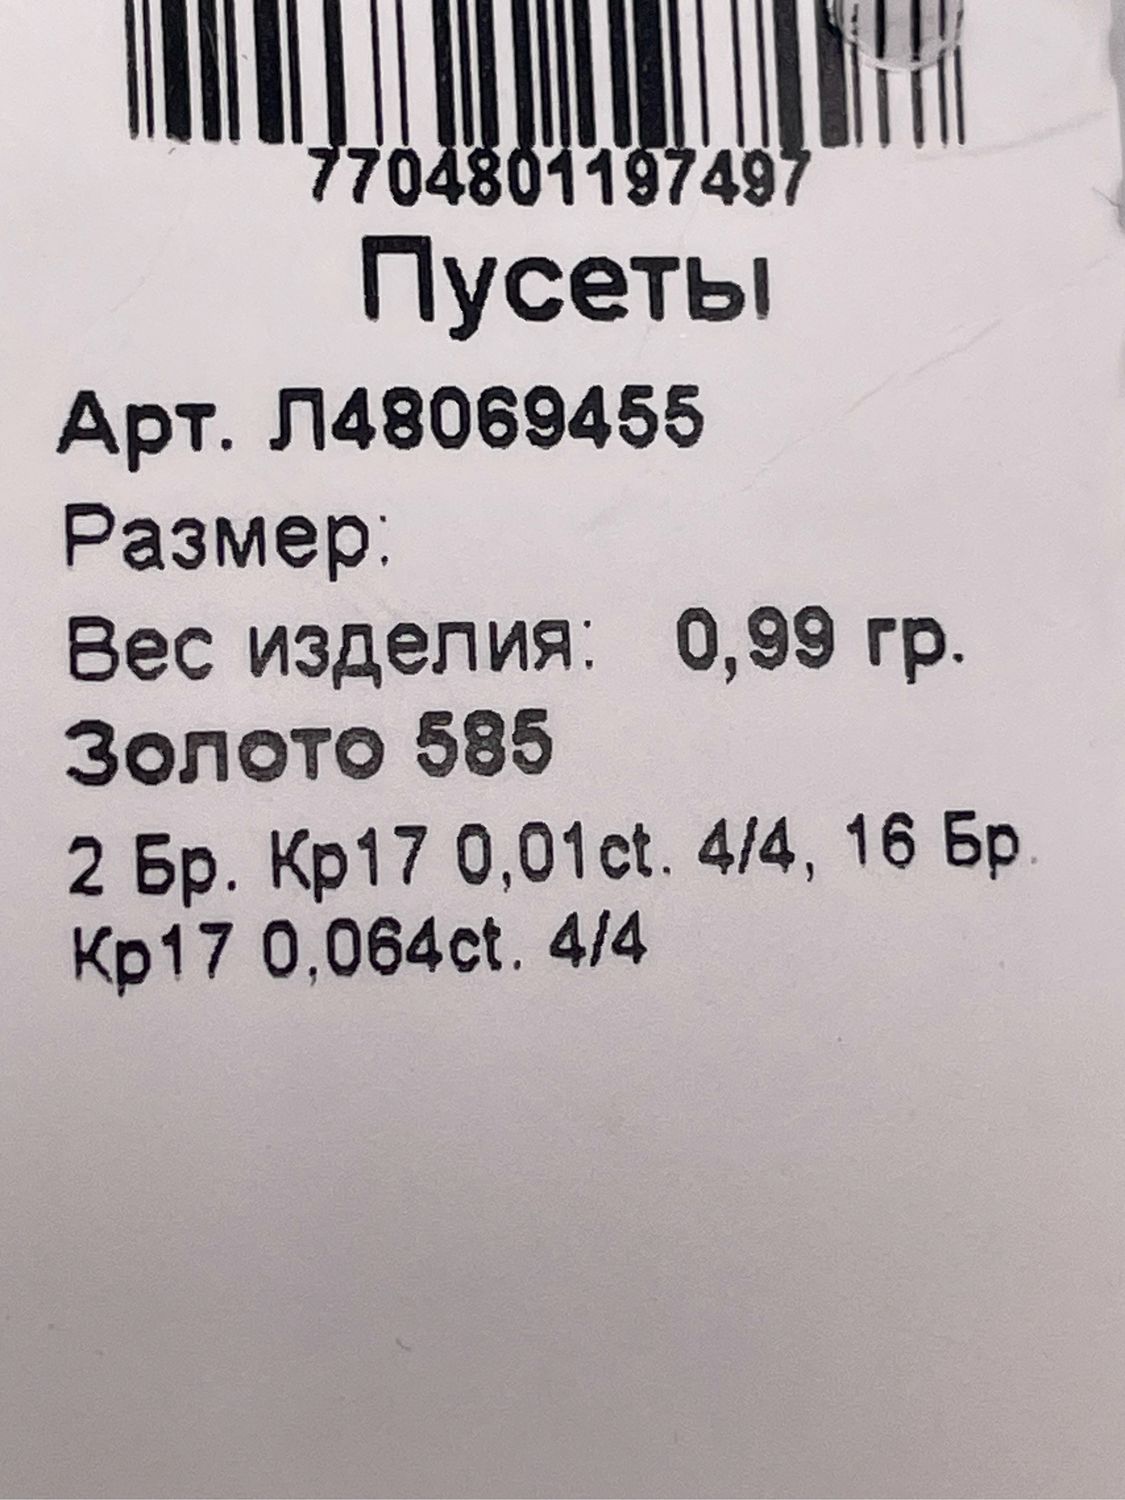 7704801197497
Пусеты
Арт. Л48069455
Размер:
Вес изделия: 0,99 гр.
Золото 585
2 Бр. Кр17 0,01ct. 4/4, 16 Бр.
Кр17 0,064ct. 4/4